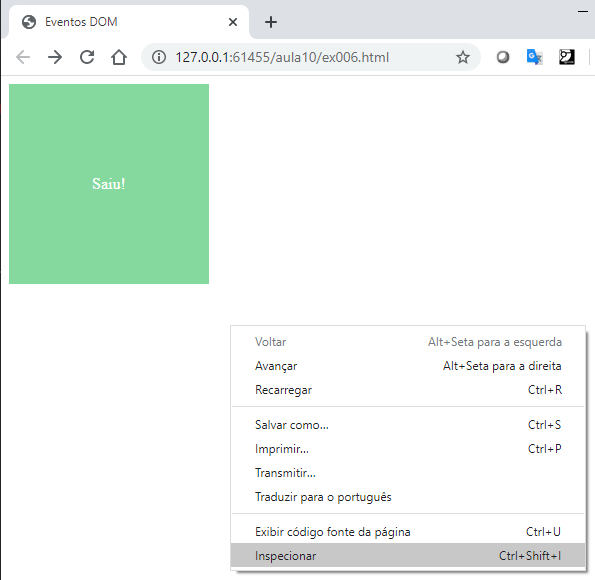 Eventos DOM
127.0.0.1:61455/aula10/ex006.html
Saiu!
Voltar Alt+Seta para a esquerda
Avançar Alt+Seta para a direita
Recarregar Ctrl+R
Salvar como... Ctrl+S
Imprimir... Ctrl+P
Transmitir...
Traduzir para o português
Exibir código fonte da página Ctrl+U
Inspecionar Ctrl+Shift+I